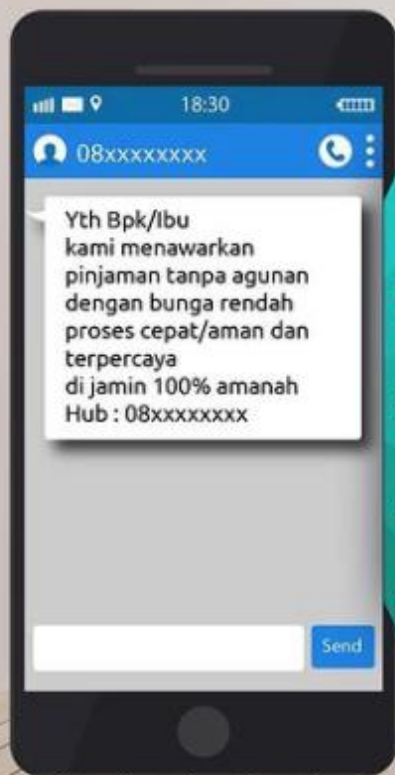 18:30
08xxxxxxxx
Yth Bpk/Ibu
kami menawarkan
pinjaman tanpa agunan
dengan bunga rendah
proses cepat/aman dan
terpercaya
di jamin 100% amanah
Hub : 08xxxxxxxx
Send